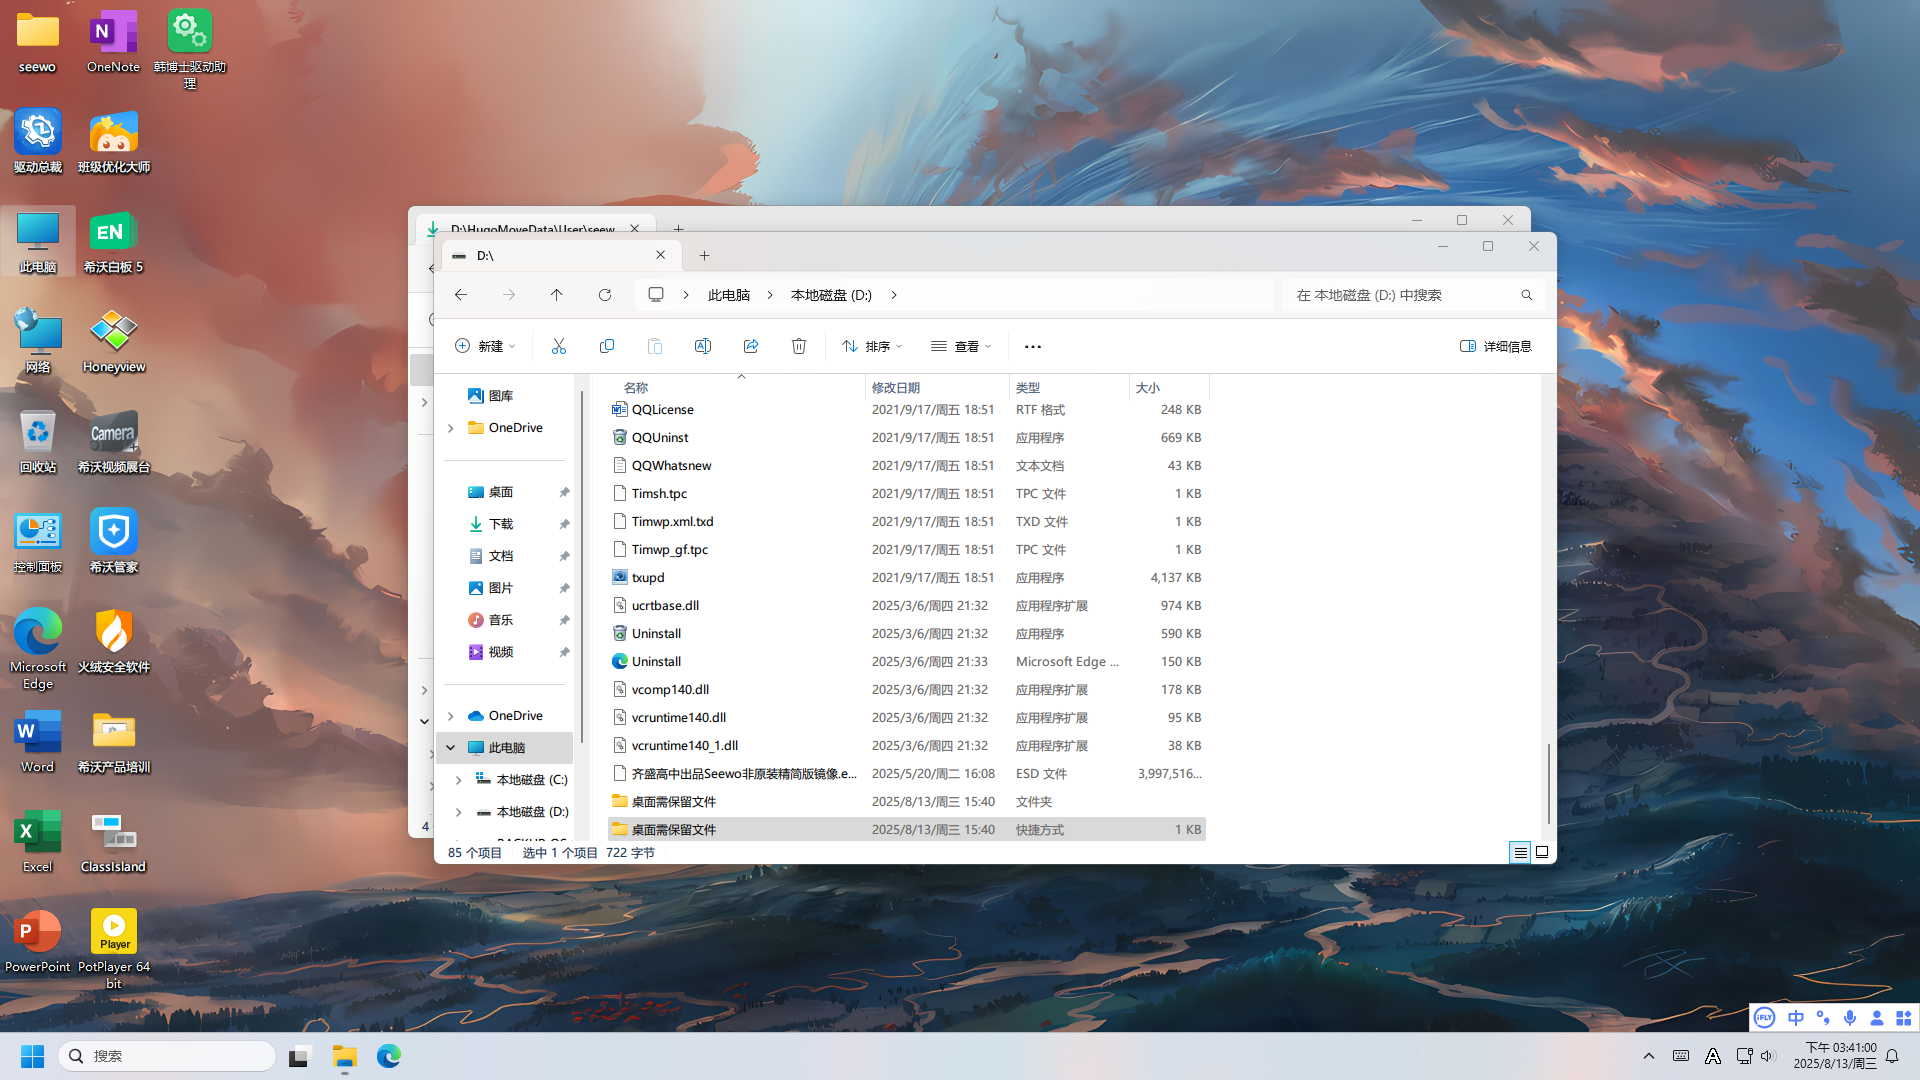 seewo
OneNote
韩博士驱动助
理
驱动总裁
班级优化大师
此电脑
EN
希沃白板 5
网络
Honeyview
回收站
Camera
希沃视频展台
控制面板
希沃管家
Microsoft
Edge
火绒安全软件
Word
希沃产品培训
Excel
ClassIsland
PowerPoint
Player
PotPlayer 64
bit
D:\HugoMoveData\User\seew
D:\
此电脑
本地磁盘 (D:)
在 本地磁盘 (D:) 中搜索
新建
排序
查看
详细信息
图库
OneDrive
桌面
下载
文档
图片
音乐
视频
OneDrive
此电脑
本地磁盘 (C:)
本地磁盘 (D:)
名称 修改日期 类型 大小
QQLicense 2021/9/17/周五 18:51 RTF 格式 248 KB
QQUninst 2021/9/17/周五 18:51 应用程序 669 KB
QQWhatsnew 2021/9/17/周五 18:51 文本文档 43 KB
Timsh.tpc 2021/9/17/周五 18:51 TPC 文件 1 KB
Timwp.xml.txd 2021/9/17/周五 18:51 TXD 文件 1 KB
Timwp_gf.tpc 2021/9/17/周五 18:51 TPC 文件 1 KB
txupd 2021/9/17/周五 18:51 应用程序 4,137 KB
ucrtbase.dll 2025/3/6/周四 21:32 应用程序扩展 974 KB
Uninstall 2025/3/6/周四 21:32 应用程序 590 KB
Uninstall 2025/3/6/周四 21:33 Microsoft Edge ... 150 KB
vcomp140.dll 2025/3/6/周四 21:32 应用程序扩展 178 KB
vcruntime140.dll 2025/3/6/周四 21:32 应用程序扩展 95 KB
vcruntime140_1.dll 2025/3/6/周四 21:32 应用程序扩展 38 KB
齐盛高中出品Seewo非原装精简版镜像.e... 2025/5/20/周二 16:08 ESD 文件 3,997,516...
桌面需保留文件 2025/8/13/周三 15:40 文件夹
桌面需保留文件 2025/8/13/周三 15:40 快捷方式 1 KB
4
85 个项目 选中 1 个项目 722 字节
iFLY 中
搜索
下午 03:41:00
2025/8/13/周三